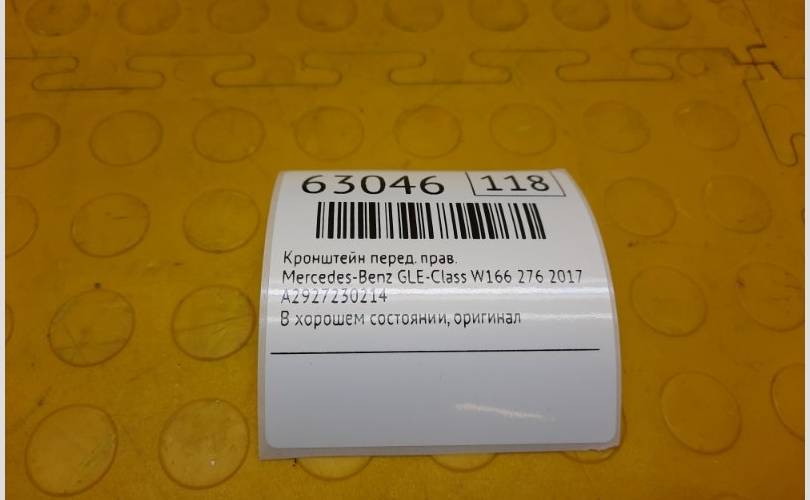 63046 118
Кронштейн перед. прав.
Mercedes-Benz GLE-Class W166 276 2017
A2927230214
В хорошем состоянии, оригинал